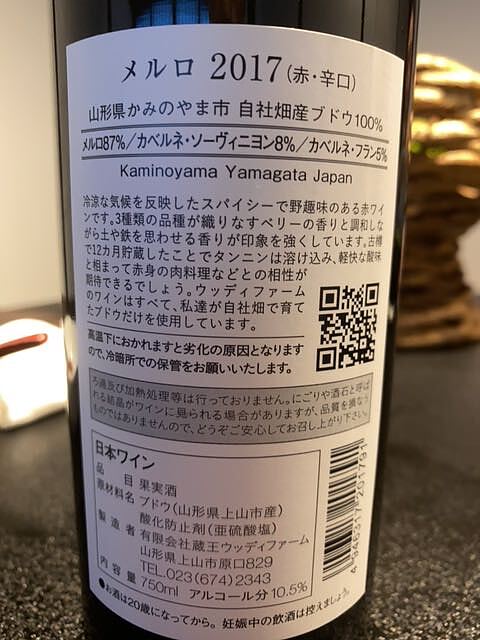 メルロ 2017(赤・辛口)
山形県かみのやま市 自社畑産ブドウ100%
メルロ87%／カベルネ・ソーヴィニヨン8%／カベルネ・フラン5%
Kaminoyama Yamagata Japan
冷涼な気候を反映したスパイシーで野趣味のある赤ワイ
ンです。3種類の品種が織りなすベリーの香りと調和しな
がら土や鉄を思わせる香りが印象を強くしています。古樽
で12カ月貯蔵したことでタンニンは溶け込み、軽快な酸味
と相まって赤身の肉料理などとの相性が
期待できるでしょう。ウッディファーム
のワインはすべて、私達が自社畑で育て
たブドウだけを使用しています。
高温下におかれますと劣化の原因となります
ので、冷暗所での保管をお願いいたします。
ろ過及び加熱処理等は行っておりません。にごりや酒石と呼ば
れる結晶がワインに見られる場合がありますが、品質を損なう
ものではありませんので、どうぞご安心してお召し上がり下さい。
日本ワイン
品 目 果実酒
原材料名 ブドウ(山形県上山市産)
酸化防止剤(亜硫酸塩)
製造者 有限会社蔵王ウッディファーム
山形県上山市原口829
TEL.023(674)2343
内容量 750ml アルコール分 10.5%
●お酒は20歳になってから。 妊娠中の飲酒は控えましょう。
4946317201791